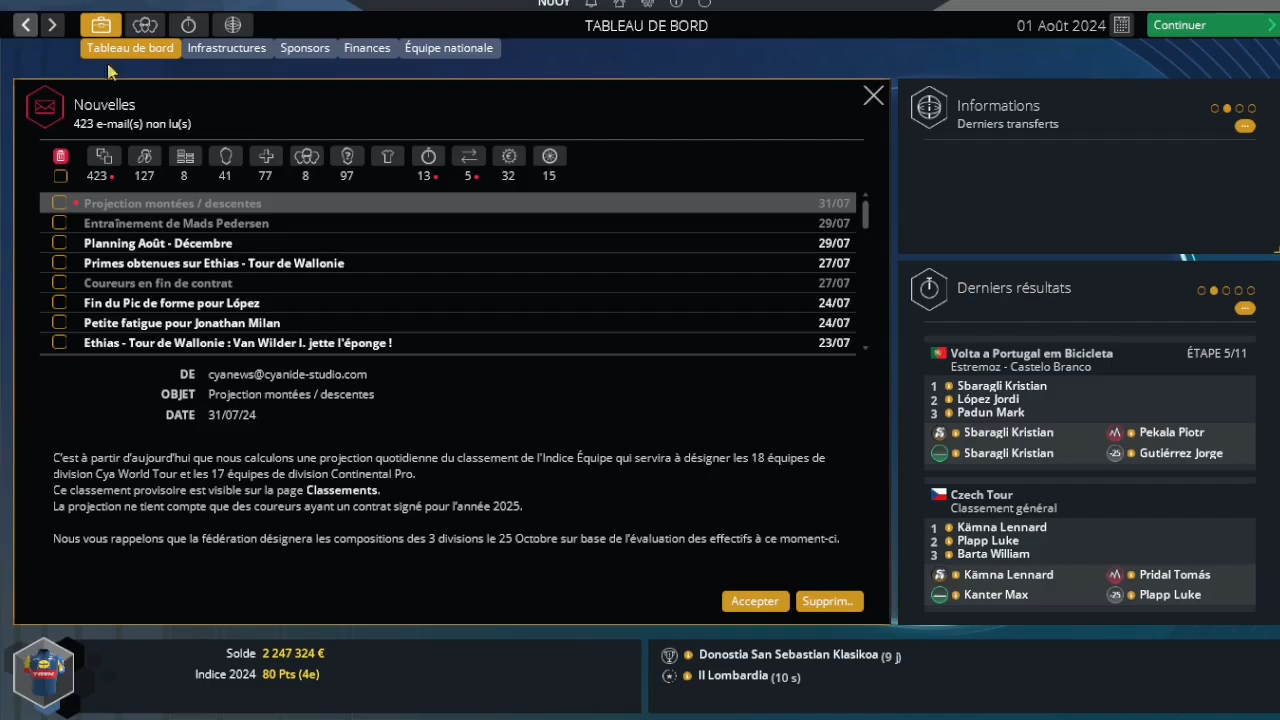 NUOY
TABLEAU DE BORD
01 Août 2024
Continuer
Tableau de bord
Infrastructures
Sponsors
Finances
Équipe nationale
Nouvelles
423 e-mail(s) non lu(s)
423 127 8 41 77 8 97 13 5 32 15
Projection montées / descentes 31/07
Entraînement de Mads Pedersen 29/07
Planning Août - Décembre 29/07
Primes obtenues sur Ethias - Tour de Wallonie 27/07
Coureurs en fin de contrat 27/07
Fin du Pic de forme pour López 24/07
Petite fatigue pour Jonathan Milan 24/07
Ethias - Tour de Wallonie : Van Wilder I. jette l'éponge ! 23/07
DE cyanews@cyanide-studio.com
OBJET Projection montées / descentes
DATE 31/07/24
C'est à partir d'aujourd'hui que nous calculons une projection quotidienne du classement de l'Indice Équipe qui servira à désigner les 18 équipes de
division Cya World Tour et les 17 équipes de division Continental Pro.
Ce classement provisoire est visible sur la page Classements.
La projection ne tient compte que des coureurs ayant un contrat signé pour l'année 2025.
Nous vous rappelons que la fédération désignera les compositions des 3 divisions le 25 Octobre sur base de l'évaluation des effectifs à ce moment-ci.
Accepter
Supprim..
Informations
Derniers transferts
...
Derniers résultats
...
Volta a Portugal em Bicicleta ÉTAPE 5/11
Estremoz - Castelo Branco
1 Sbaragli Kristian
2 López Jordi
3 Padun Mark
Sbaragli Kristian Pekala Piotr
Sbaragli Kristian -25 Gutiérrez Jorge
Czech Tour
Classement général
1 Kämna Lennard
2 Plapp Luke
3 Barta William
Kämna Lennard Pridal Tomás
Kanter Max -25 Plapp Luke
TREK
Solde 2 247 324 €
Indice 2024 80 Pts (4e)
Donostia San Sebastian Klasikoa (9 j)
Il Lombardia (10 s)